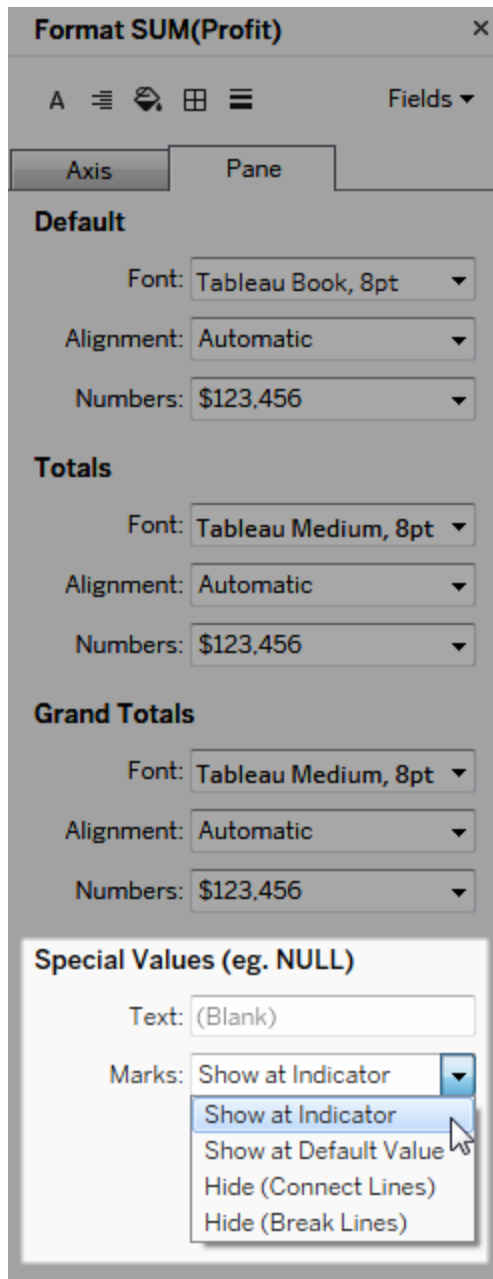 Format SUM(Profit) ×
A Fields
Axis Pane
Default
Font: Tableau Book, 8pt
Alignment: Automatic
Numbers: $123,456
Totals
Font: Tableau Medium, 8pt
Alignment: Automatic
Numbers: $123,456
Grand Totals
Font: Tableau Medium, 8pt
Alignment: Automatic
Numbers: $123,456
Special Values (eg. NULL)
Text: (Blank)
Marks: Show at Indicator
Show at Indicator
Show at Default Value
Hide (Connect Lines)
Hide (Break Lines)